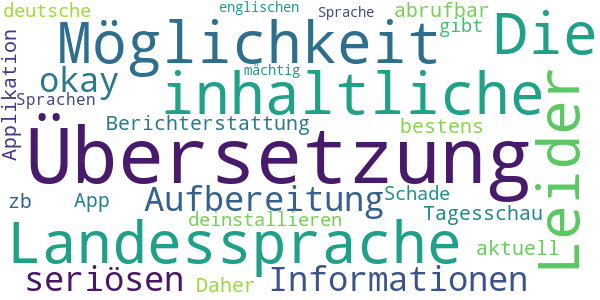 deutsche
englischen
Sprache
abrufbar
gibt
Möglichkeit
Die
okay
mächtig
inhaltliche
Applikation
Sprachen
Berichterstattung
bestens
Übersetzung
Leider
zb
App
Aufbereitung
Schade
Tagesschau
deinstallieren
Landessprache
aktuell
seriösen
Daher
Informationen